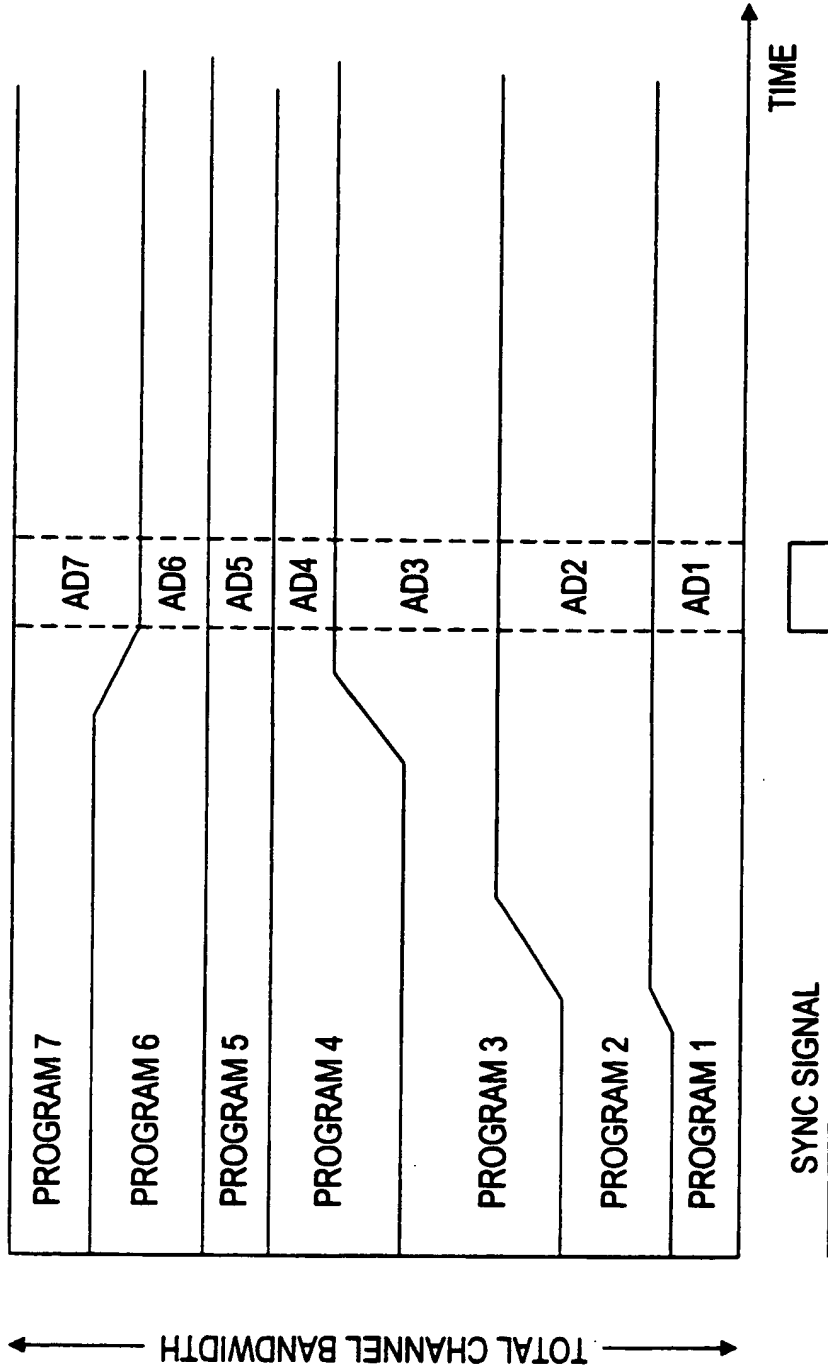 TOTAL CHANNEL BANDWIDTH
PROGRAM 7
PROGRAM 6
PROGRAM 5
PROGRAM 4
PROGRAM 3
PROGRAM 2
PROGRAM 1
AD7
AD6
AD5
AD4
AD3
AD2
AD1
TIME
SYNC SIGNAL